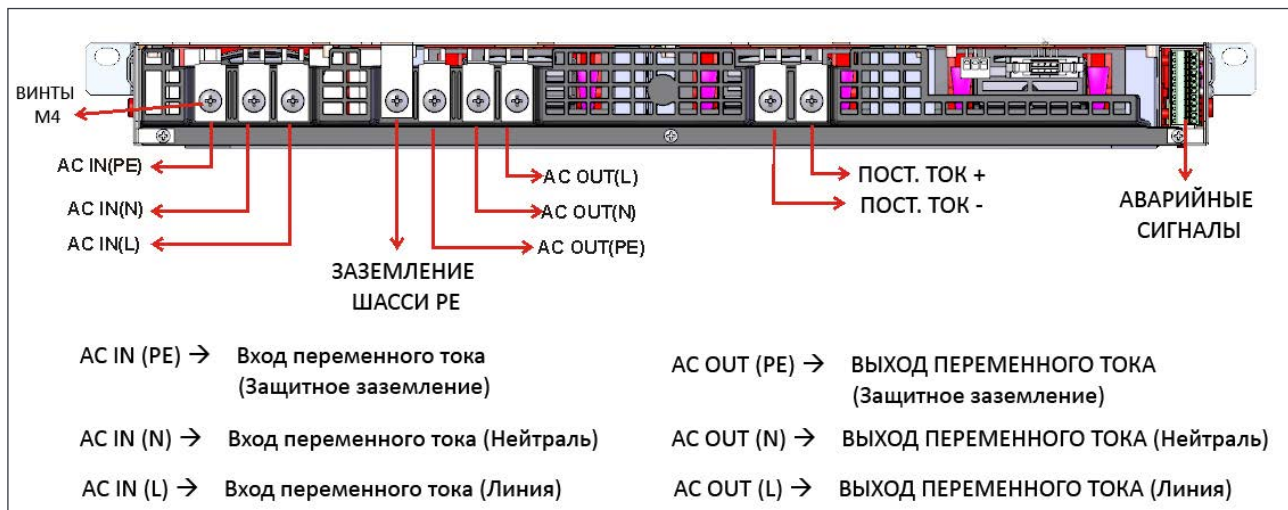 ВИНТЫ
М4
AC IN(PE)
AC IN(N)
AC IN(L)
ЗАЗЕМЛЕНИЕ
ШАССИ PE
AC OUT(L)
AC OUT(N)
AC OUT(PE)
ПОСТ. ТОК +
ПОСТ. ТОК -
АВАРИЙНЫЕ
СИГНАЛЫ
AC IN (PE) → Вход переменного тока
(Защитное заземление)
AC IN (N) → Вход переменного тока (Нейтраль)
AC IN (L) → Вход переменного тока (Линия)
AC OUT (PE) → ВЫХОД ПЕРЕМЕННОГО ТОКА
(Защитное заземление)
AC OUT (N) → ВЫХОД ПЕРЕМЕННОГО ТОКА (Нейтраль)
AC OUT (L) → ВЫХОД ПЕРЕМЕННОГО ТОКА (Линия)